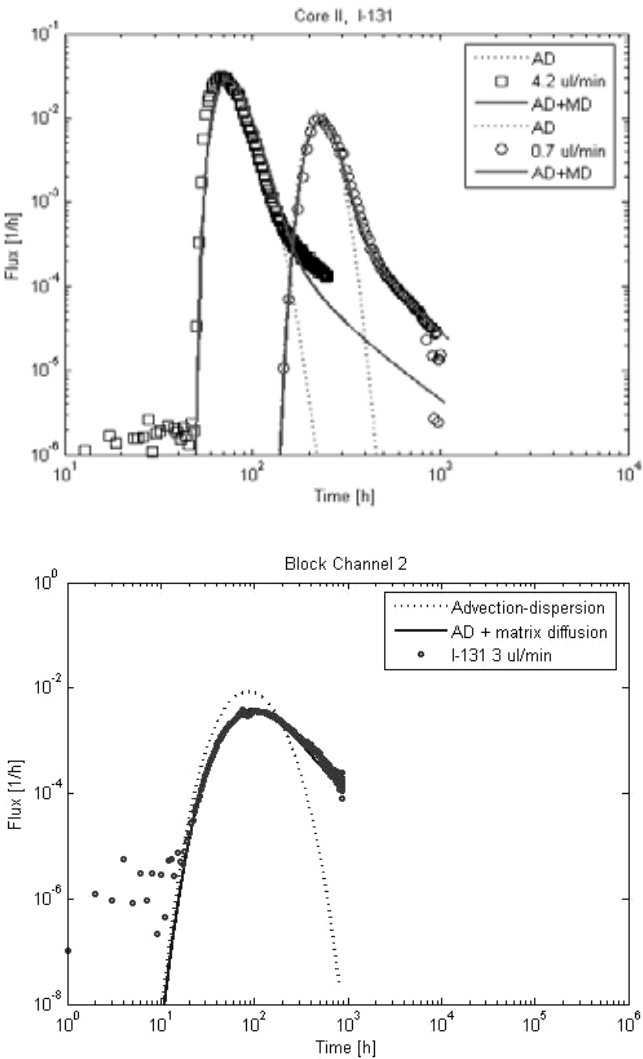 Core II, I-131
10^-1
10^-2
10^-3
10^-4
10^-5
10^-6
Flux [1/h]
AD
4.2 ul/min
AD+MD
AD
0.7 ul/min
AD+MD
10^1
10^2
10^3
10^4
Time [h]
Block Channel 2
10^0
10^-2
10^-4
10^-6
10^-8
Flux [1/h]
Advection-dispersion
AD + matrix diffusion
I-131 3 ul/min
10^0
10^1
10^2
10^3
10^4
10^5
10^6
Time [h]